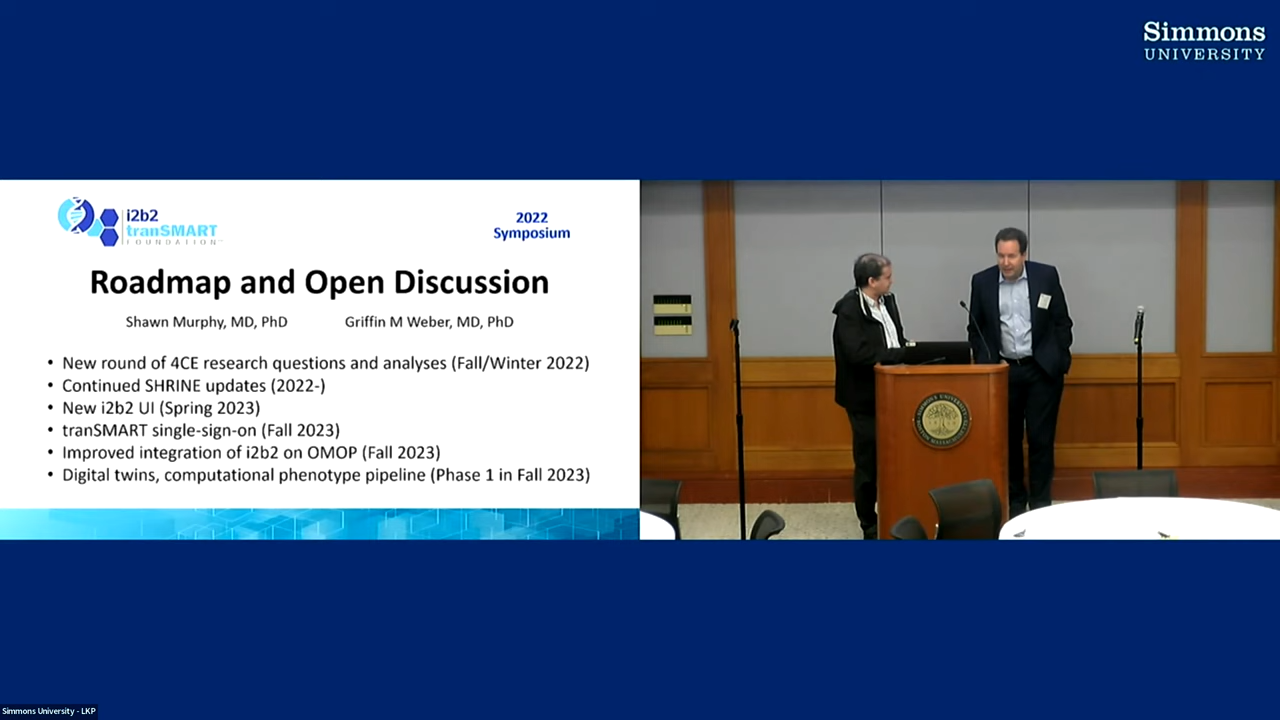 Simmons
UNIVERSITY
i2b2
tranSMART
FOUNDATION
2022
Symposium
Roadmap and Open Discussion
Shawn Murphy, MD, PhD Griffin M Weber, MD, PhD
• New round of 4CE research questions and analyses (Fall/Winter 2022)
• Continued SHRINE updates (2022-)
• New i2b2 UI (Spring 2023)
• tranSMART single-sign-on (Fall 2023)
• Improved integration of i2b2 on OMOP (Fall 2023)
• Digital twins, computational phenotype pipeline (Phase 1 in Fall 2023)
Simmons University - LKP